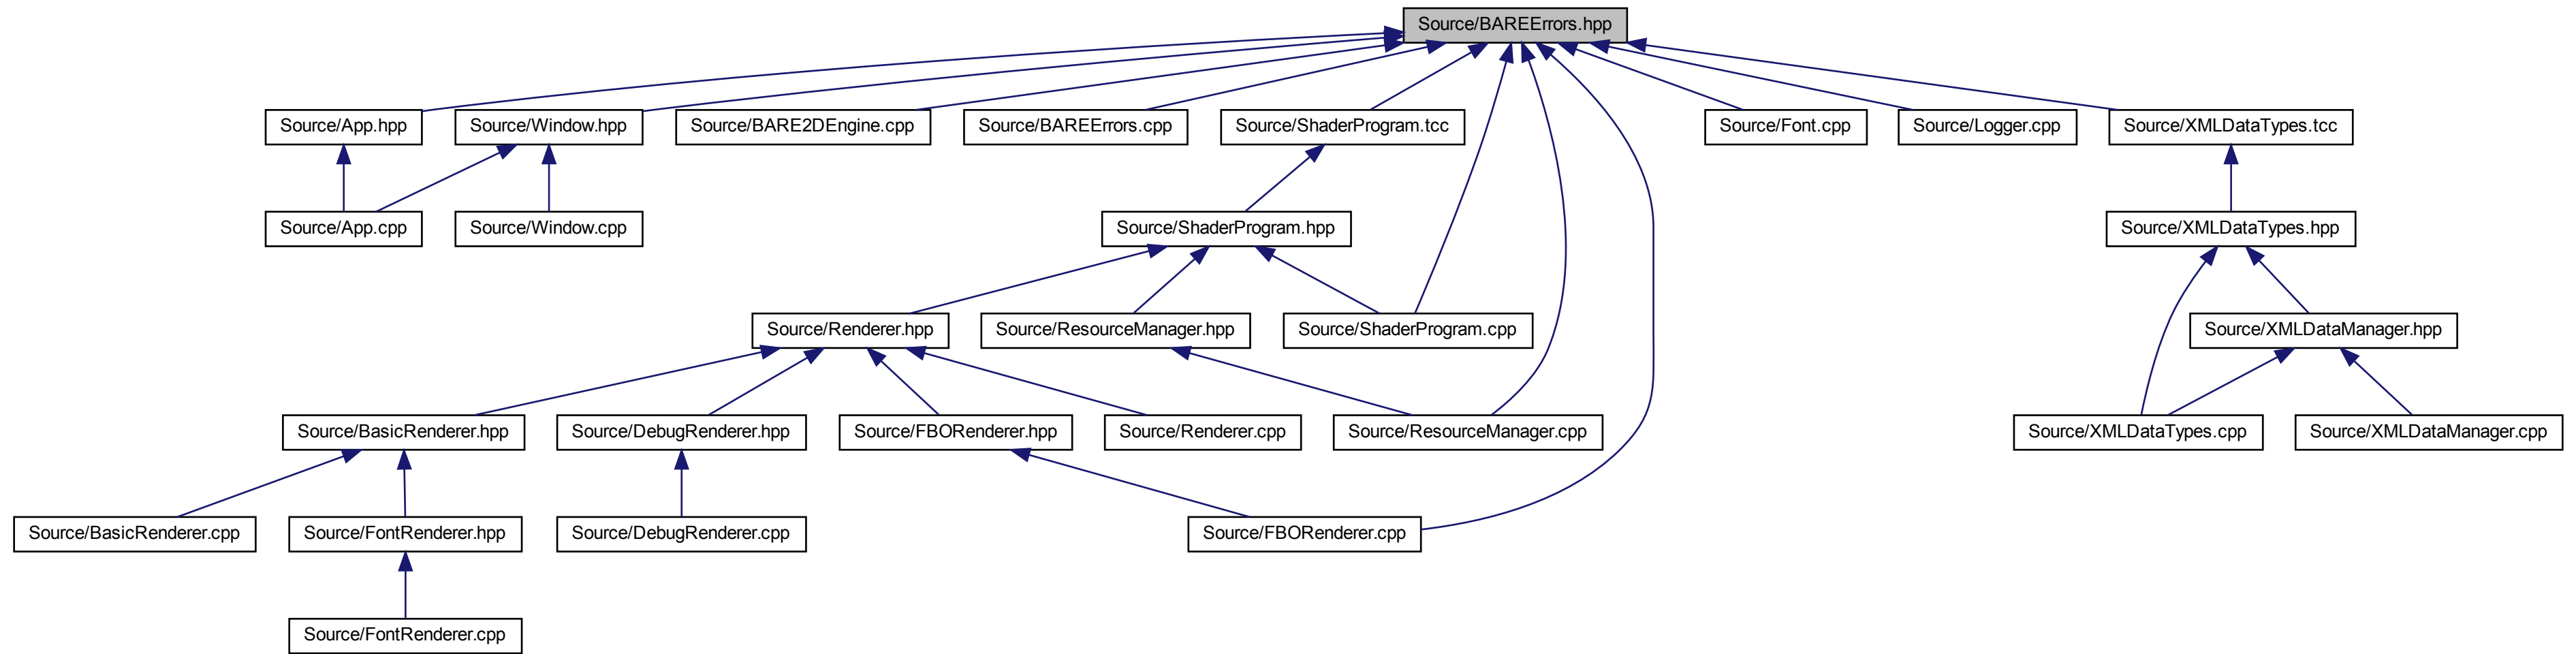 Source/BAREErrors.hpp
Source/App.hpp
Source/Window.hpp
Source/BARE2DEngine.cpp
Source/BAREErrors.cpp
Source/ShaderProgram.tcc
Source/Font.cpp
Source/Logger.cpp
Source/XMLDataTypes.tcc
Source/App.cpp
Source/Window.cpp
Source/ShaderProgram.hpp
Source/XMLDataTypes.hpp
Source/Renderer.hpp
Source/ResourceManager.hpp
Source/ShaderProgram.cpp
Source/XMLDataManager.hpp
Source/BasicRenderer.hpp
Source/DebugRenderer.hpp
Source/FBORenderer.hpp
Source/Renderer.cpp
Source/ResourceManager.cpp
Source/XMLDataTypes.cpp
Source/XMLDataManager.cpp
Source/BasicRenderer.cpp
Source/FontRenderer.hpp
Source/DebugRenderer.cpp
Source/FBORenderer.cpp
Source/FontRenderer.cpp